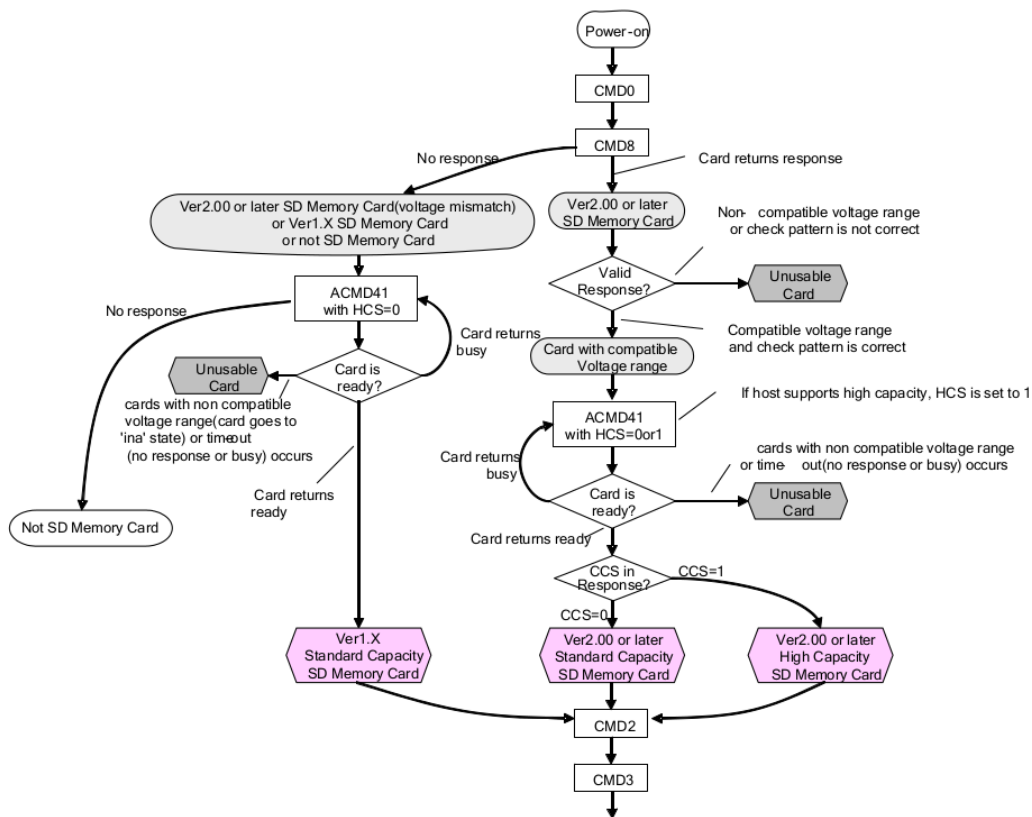 Power-on
CMD0
CMD8
No response
Card returns response
Ver2.00 or later SD Memory Card(voltage mismatch)
or Ver1.X SD Memory Card
or not SD Memory Card
Ver2.00 or later
SD Memory Card
Non- compatible voltage range
or check pattern is not correct
Valid
Response?
Unusable
Card
ACMD41
with HCS=0
No response
Card returns
busy
Compatible voltage range
and check pattern is correct
Card with compatible
Voltage range
Card is
ready?
Unusable
Card
cards with non compatible
voltage range(card goes to
'ina' state) or time-out
(no response or busy) occurs
If host supports high capacity, HCS is set to 1
ACMD41
with HCS=0or1
Card returns
busy
cards with non compatible voltage range
or time- out(no response or busy) occurs
Card is
ready?
Unusable
Card
Card returns
ready
Not SD Memory Card
Card returns ready
CCS in
Response?
CCS=1
CCS=0
Ver1.X
Standard Capacity
SD Memory Card
Ver2.00 or later
Standard Capacity
SD Memory Card
Ver2.00 or later
High Capacity
SD Memory Card
CMD2
CMD3